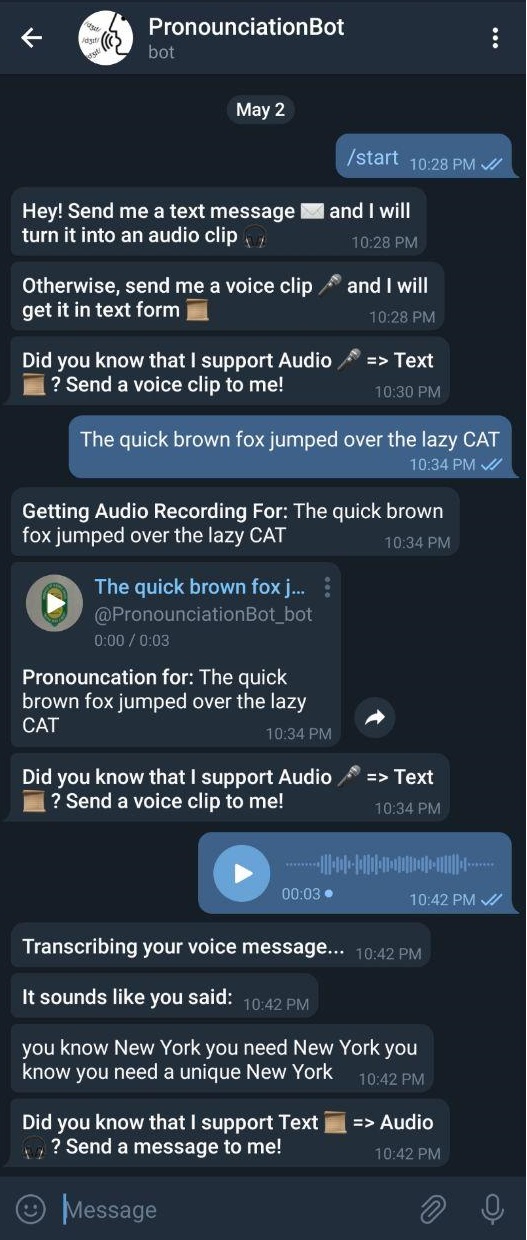 PronounciationBot
bot
May 2
/start 10:28 PM
Hey! Send me a text message ✉️ and I will
turn it into an audio clip 🎧 10:28 PM
Otherwise, send me a voice clip 🎤 and I will
get it in text form 📜 10:28 PM
Did you know that I support Audio 🎤 => Text
📜 ? Send a voice clip to me! 10:30 PM
The quick brown fox jumped over the lazy CAT
10:34 PM
Getting Audio Recording For: The quick brown
fox jumped over the lazy CAT 10:34 PM
The quick brown fox j...
@PronounciationBot_bot
0:00 / 0:03
Pronouncation for: The quick
brown fox jumped over the lazy
CAT 10:34 PM
Did you know that I support Audio 🎤 => Text
📜 ? Send a voice clip to me! 10:34 PM
00:03 10:42 PM
Transcribing your voice message... 10:42 PM
It sounds like you said: 10:42 PM
you know New York you need New York you
know you need a unique New York 10:42 PM
Did you know that I support Text 📜 => Audio
🎧 ? Send a message to me! 10:42 PM
Message